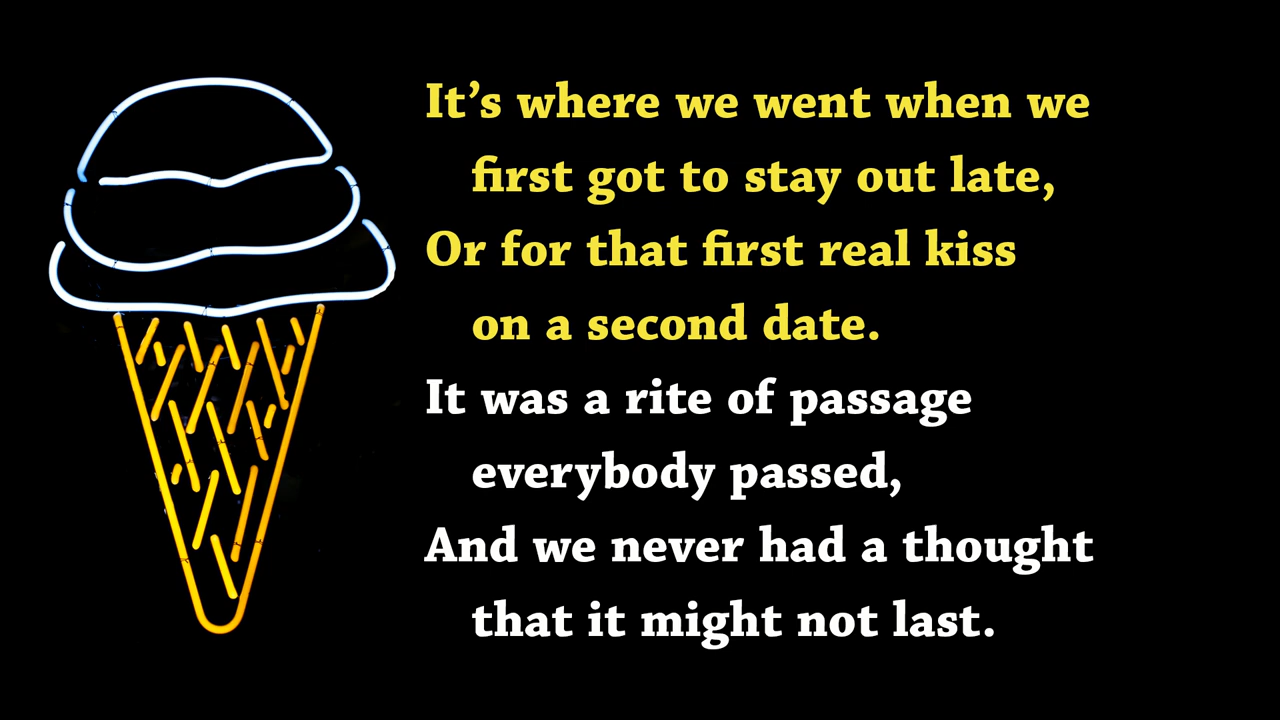 It’s where we went when we
first got to stay out late,
Or for that first real kiss
on a second date.
It was a rite of passage
everybody passed,
And we never had a thought
that it might not last.